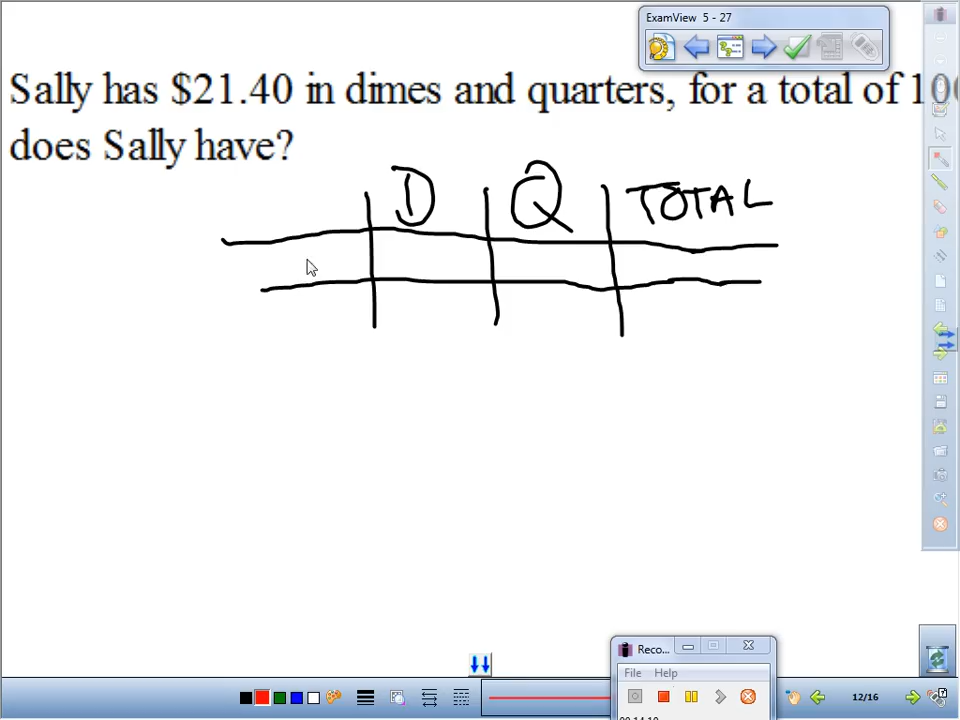 ExamView 5 - 27
Sally has $21.40 in dimes and quarters, for a total of 100
does Sally have?
D Q TOTAL
Reco...
File Help
12/16